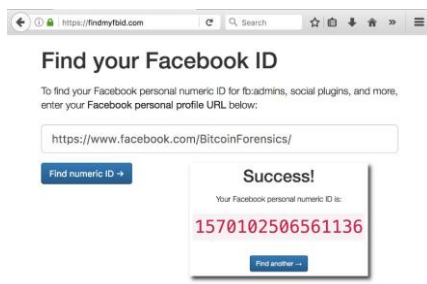 https://findmyfbid.com
Search
Find your Facebook ID
To find your Facebook personal numeric ID for fb:admins, social plugins, and more,
enter your Facebook personal profile URL below:
https://www.facebook.com/BitcoinForensics/
Find numeric ID →
Success!
Your Facebook personal numeric ID is:
1570102506561136
Find another →